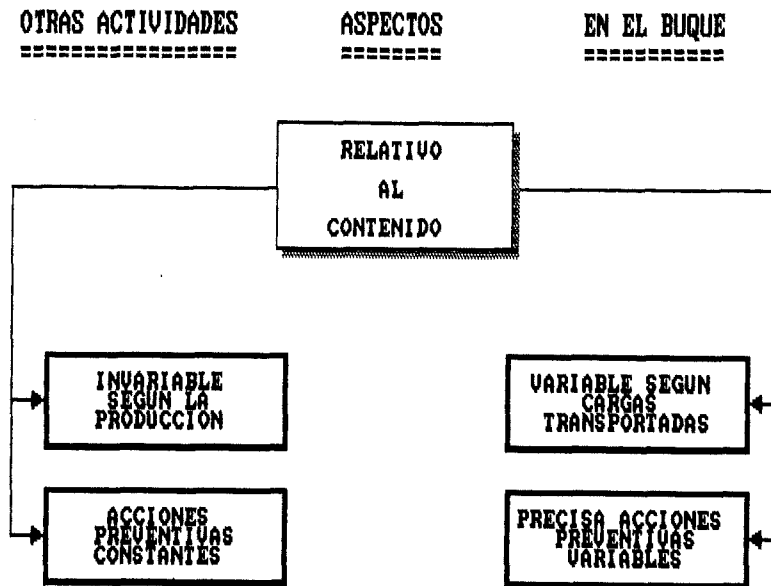 OTRAS ACTIVIDADES
ASPECTOS
EN EL BUQUE
RELATIVO
AL
CONTENIDO
INVARIABLE
SEGÚN LA
PRODUCCION
VARIABLE SEGUN
CARGAS
TRANSPORTADAS
ACCIONES
PREVENTIVAS
CONSTANTES
PRECISA ACCIONES
PREVENTIVAS
VARIABLES